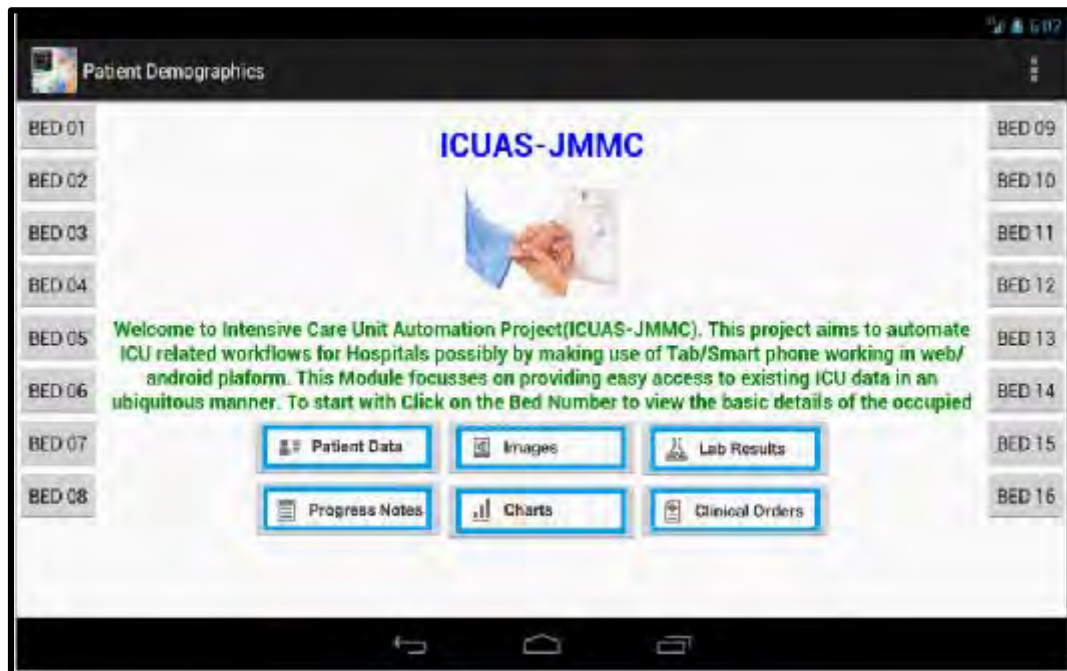 6:02
Patient Demographics
BED 01
BED 02
BED 03
BED 04
BED 05
BED 06
BED 07
BED 08
ICUAS-JMMC
Welcome to Intensive Care Unit Automation Project(ICUAS-JMMC). This project aims to automate
ICU related workflows for Hospitals possibly by making use of Tab/Smart phone working in web/
android plaform. This Module focusses on providing easy access to existing ICU data in an
ubiquitous manner. To start with Click on the Bed Number to view the basic details of the occupied
Patient Data
Images
Lab Results
Progress Notes
Charts
Clinical Orders
BED 09
BED 10
BED 11
BED 12
BED 13
BED 14
BED 15
BED 16